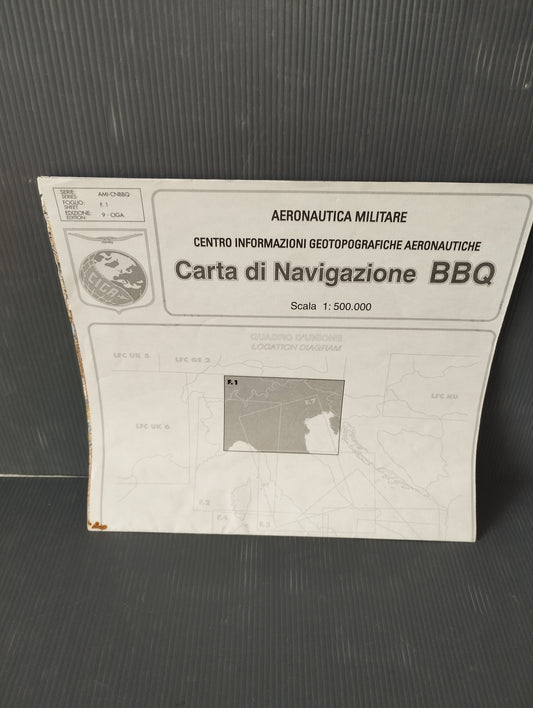 SERIE: AMI-CNBBQ
SERIES:
FOGLIO: F. 1
SHEET:
EDIZIONE: 9 - CIGA
EDITION:
CIGA
AERONAUTICA MILITARE
CENTRO INFORMAZIONI GEOTOPOGRAFICHE AERONAUTICHE
Carta di Navigazione BBQ
Scala 1: 500.000
QUADRO D'UNIONE
LOCATION DIAGRAM
LFC UK 5
LFC GE 2
F. 1
F.7
LFC HU
LFC UK 6
F.2
F.4
F.3